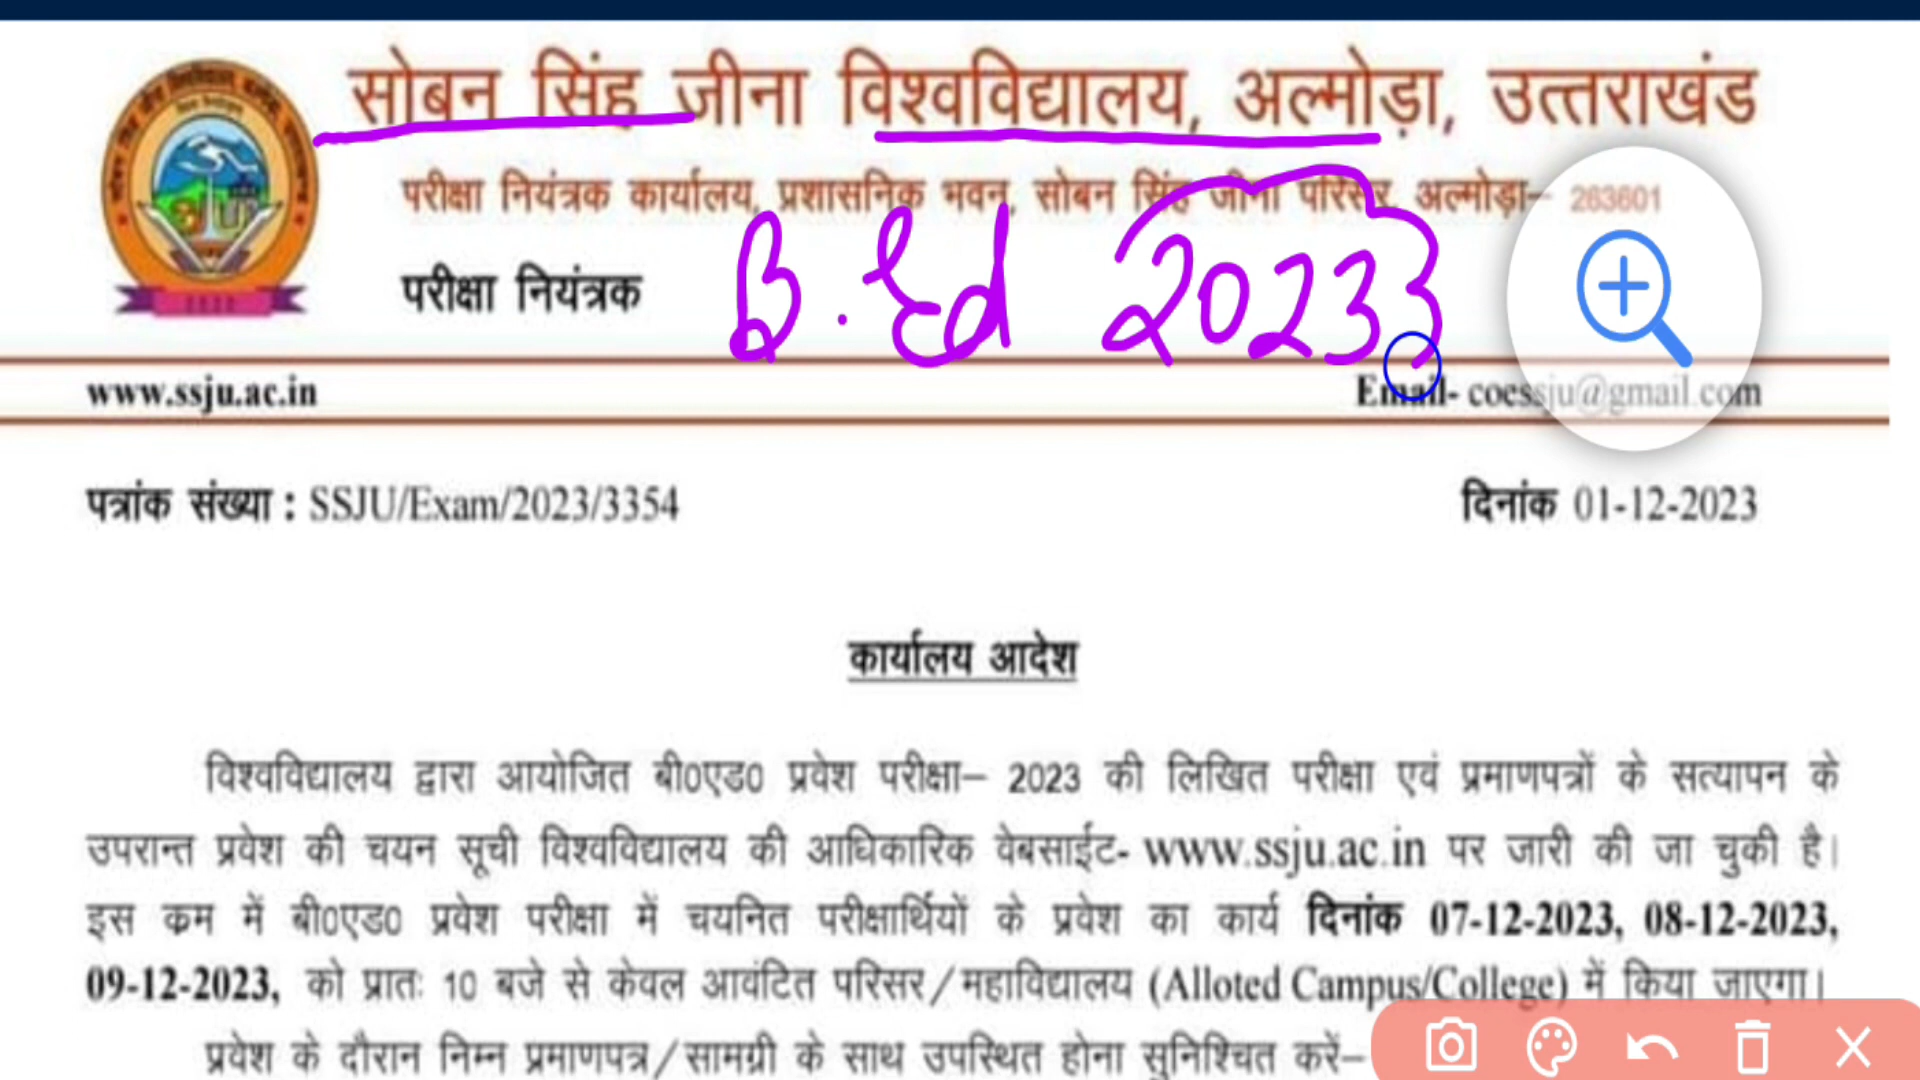 सोबन सिंह जीना विश्वविद्यालय, अल्मोड़ा, उत्तराखंड
परीक्षा नियंत्रक कार्यालय, प्रशासनिक भवन, सोबन सिंह जीना परिसर, अल्मोड़ा– 263601
परीक्षा नियंत्रक
B.Ed 2023
www.ssju.ac.in
Email- coessju@gmail.com
पत्रांक संख्या : SSJU/Exam/2023/3354
दिनांक 01-12-2023
कार्यालय आदेश
विश्वविद्यालय द्वारा आयोजित बी0एड0 प्रवेश परीक्षा– 2023 की लिखित परीक्षा एवं प्रमाणपत्रों के सत्यापन के
उपरान्त प्रवेश की चयन सूची विश्वविद्यालय की आधिकारिक वेबसाईट- www.ssju.ac.in पर जारी की जा चुकी है।
इस क्रम में बी0एड0 प्रवेश परीक्षा में चयनित परीक्षार्थियों के प्रवेश का कार्य दिनांक 07-12-2023, 08-12-2023,
09-12-2023, को प्रातः 10 बजे से केवल आवंटित परिसर/महाविद्यालय (Alloted Campus/College) में किया जाएगा।
प्रवेश के दौरान निम्न प्रमाणपत्र/सामग्री के साथ उपस्थित होना सुनिश्चित करें–